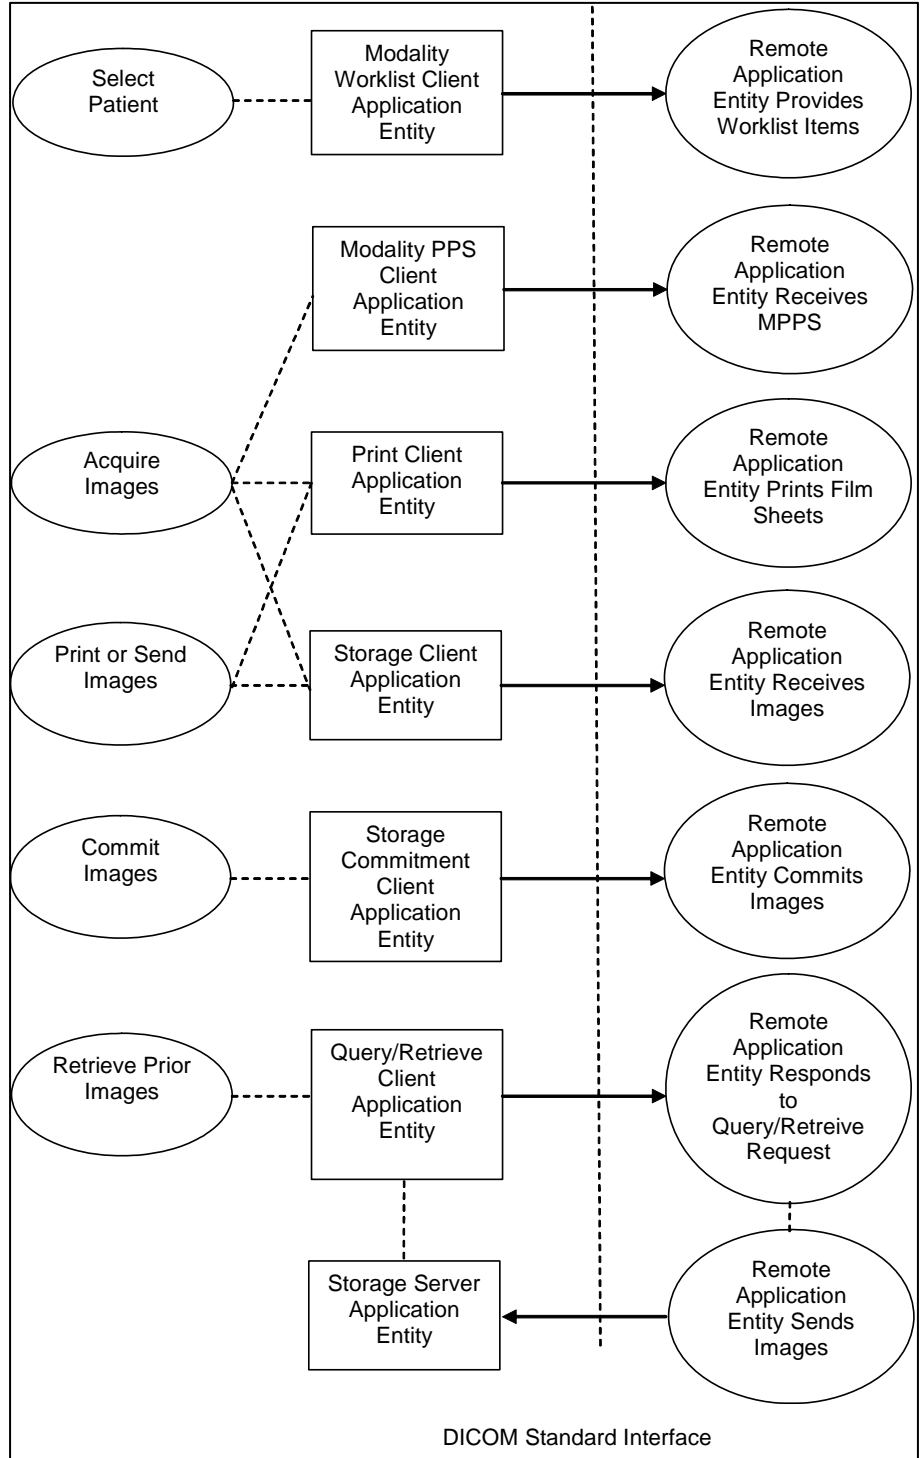 Select
Patient
Modality
Worklist Client
Application
Entity
Remote
Application
Entity Provides
Worklist Items
Modality PPS
Client
Application
Entity
Remote
Application
Entity Receives
MPPS
Acquire
Images
Print Client
Application
Entity
Remote
Application
Entity Prints Film
Sheets
Print or Send
Images
Storage Client
Application
Entity
Remote
Application
Entity Receives
Images
Commit
Images
Storage
Commitment
Client
Application
Entity
Remote
Application
Entity Commits
Images
Retrieve Prior
Images
Query/Retrieve
Client
Application
Entity
Remote
Application
Entity Responds
to
Query/Retreive
Request
Storage Server
Application
Entity
Remote
Application
Entity Sends
Images
DICOM Standard Interface